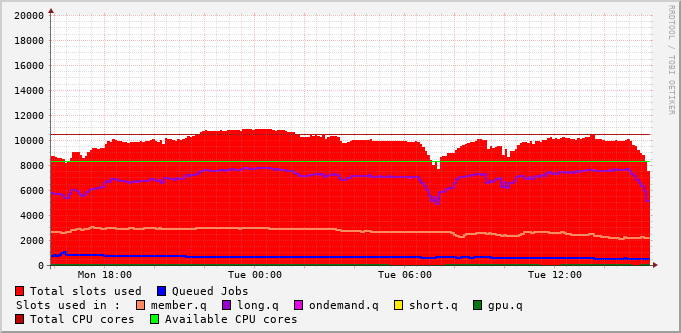 20000
18000
16000
14000
12000
10000
8000
6000
4000
2000
0
Mon 18:00 Tue 00:00 Tue 06:00 Tue 12:00
RRDTOOL / TOBI OETIKER
Total slots used Queued Jobs
Slots used in : member.q long.q ondemand.q short.q gpu.q
Total CPU cores Available CPU cores